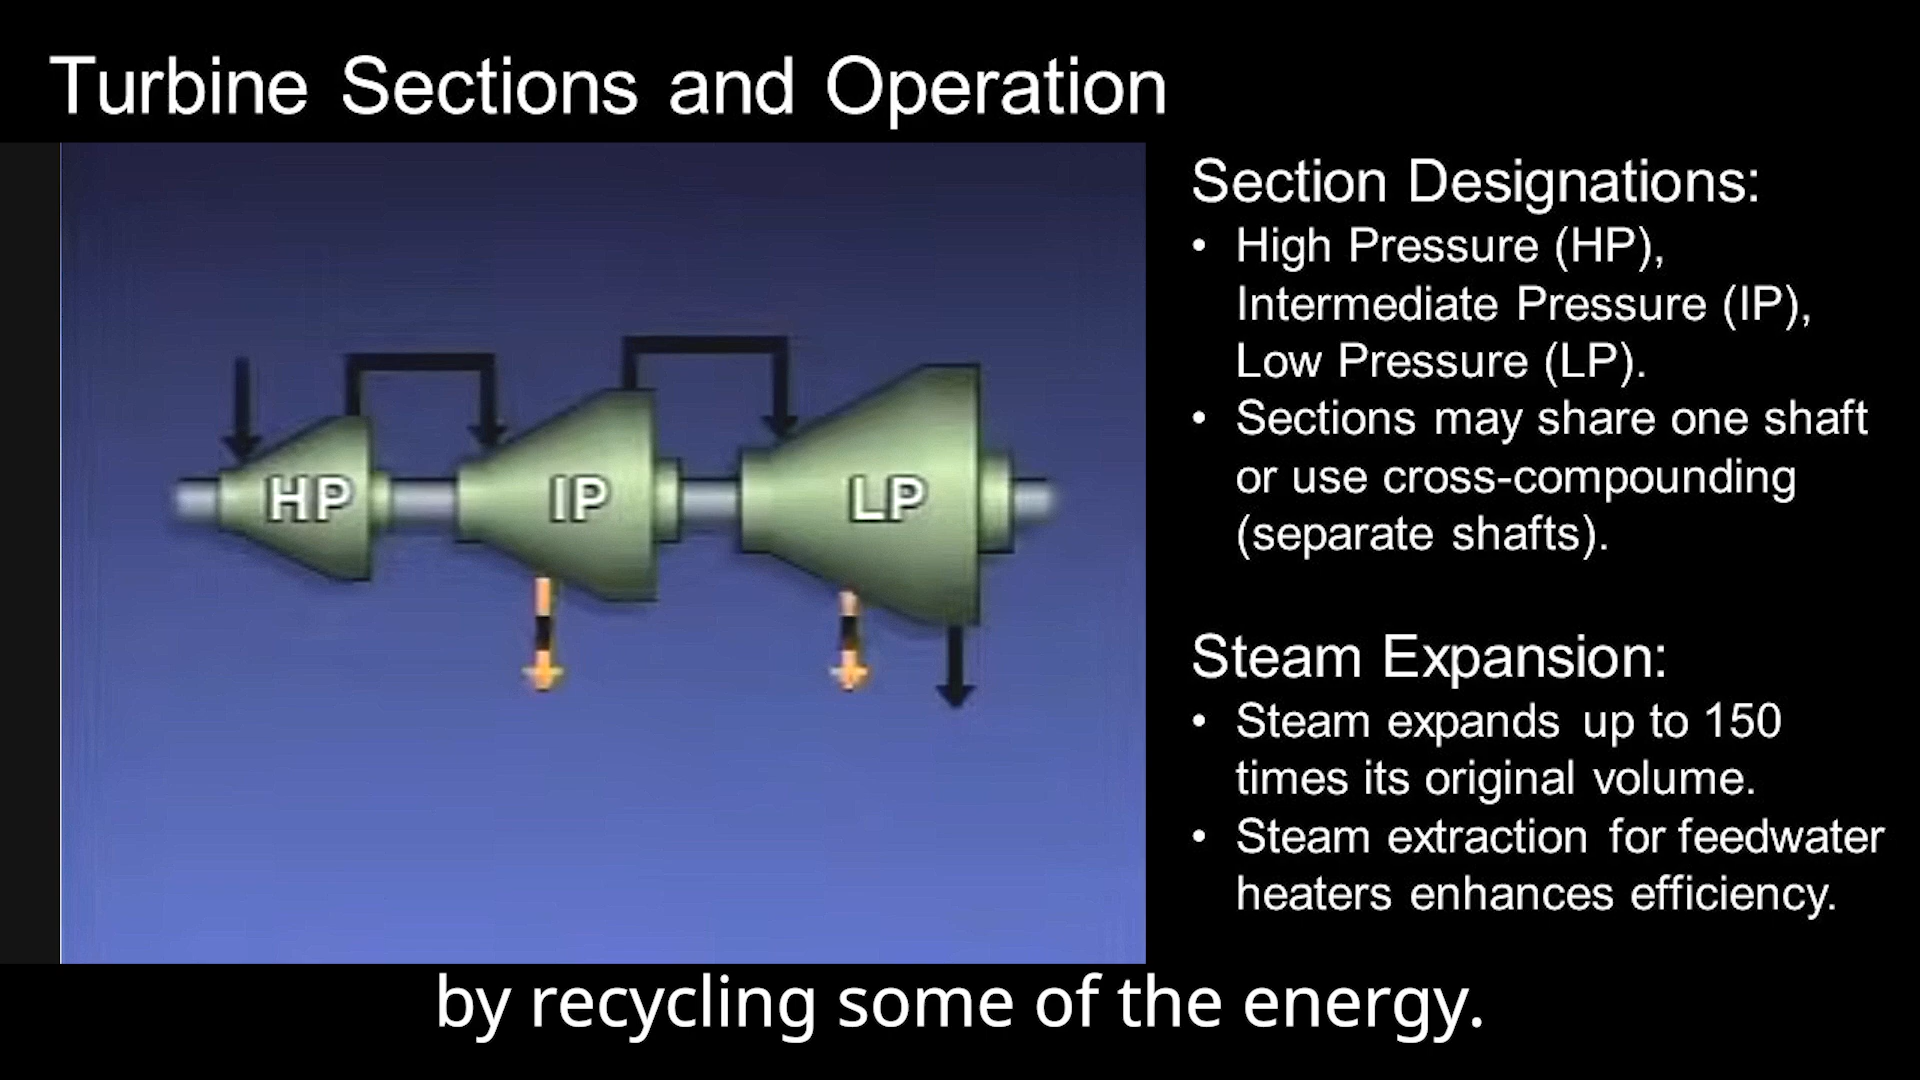 Turbine Sections and Operation
HP
IP
LP
Section Designations:
• High Pressure (HP),
Intermediate Pressure (IP),
Low Pressure (LP).
• Sections may share one shaft
or use cross-compounding
(separate shafts).
Steam Expansion:
• Steam expands up to 150
times its original volume.
• Steam extraction for feedwater
heaters enhances efficiency.
by recycling some of the energy.